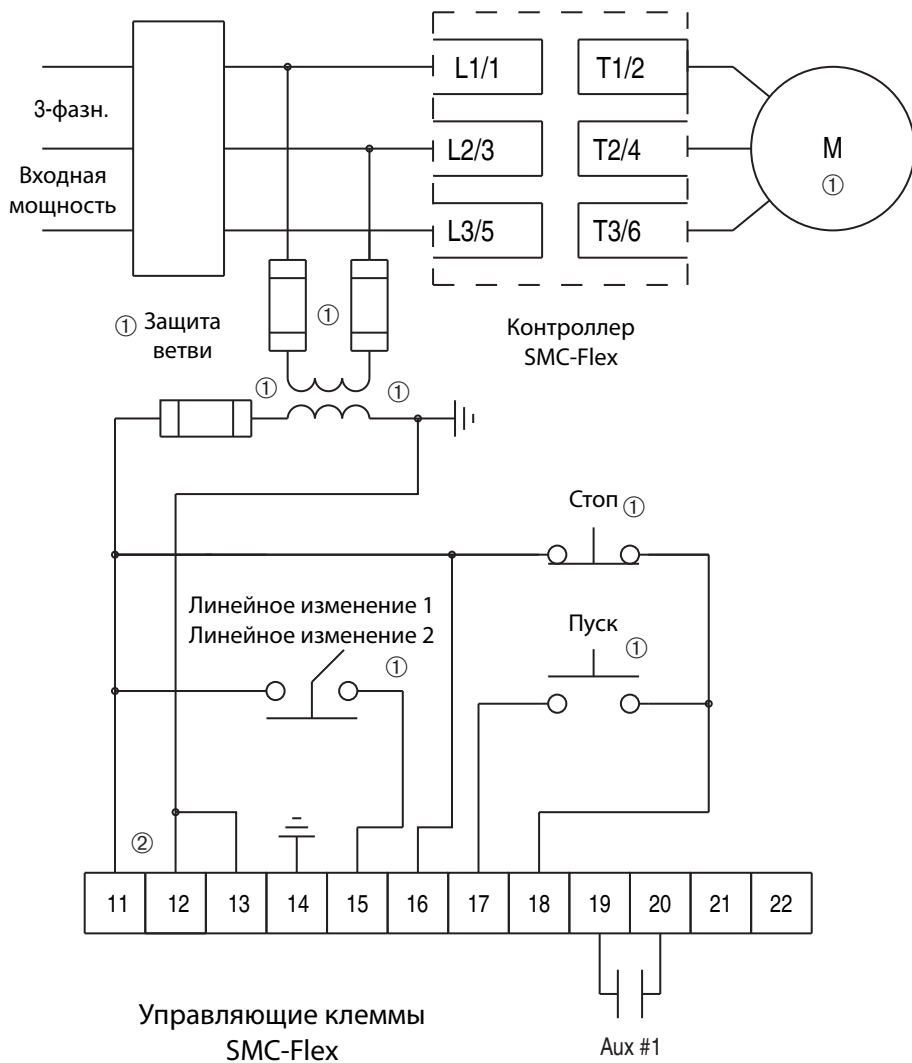 L1/1
T1/2
3-фазн.
L2/3
T2/4
M
①
Входная
мощность
L3/5
T3/6
① Защита
ветви
①
Контроллер
SMC-Flex
①
①
Стоп ①
Линейное изменение 1
Линейное изменение 2
①
Пуск
①
②
11 12 13 14 15 16 17 18 19 20 21 22
Управляющие клеммы
SMC-Flex
Aux #1